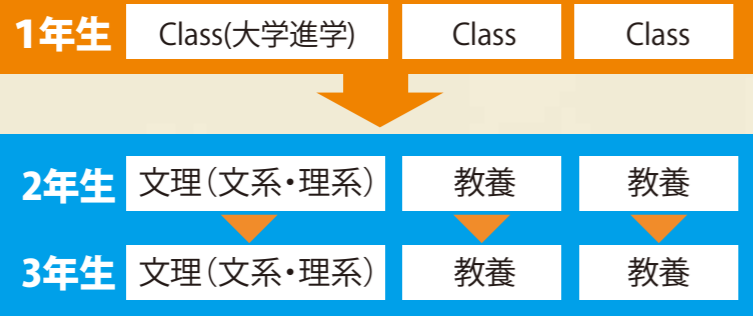 1年生 Class(大学進学) Class Class
2年生 文理(文系・理系) 教養 教養
3年生 文理(文系・理系) 教養 教養